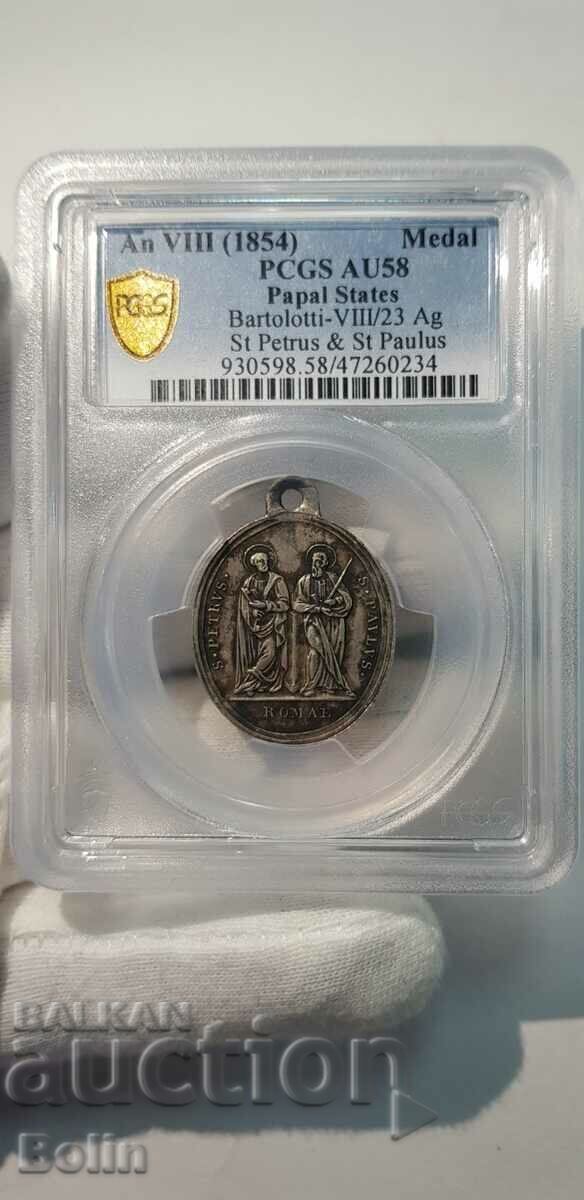 An VIII (1854) Medal
PCGS AU58
Papal States
Bartolotti-VIII/23 Ag
St Petrus & St Paulus
930598.58/47260234
PCGS
S·PETRVS·
S·PAVLVS·
ROMAE
PCGS
BALKAN
auction
Bolin